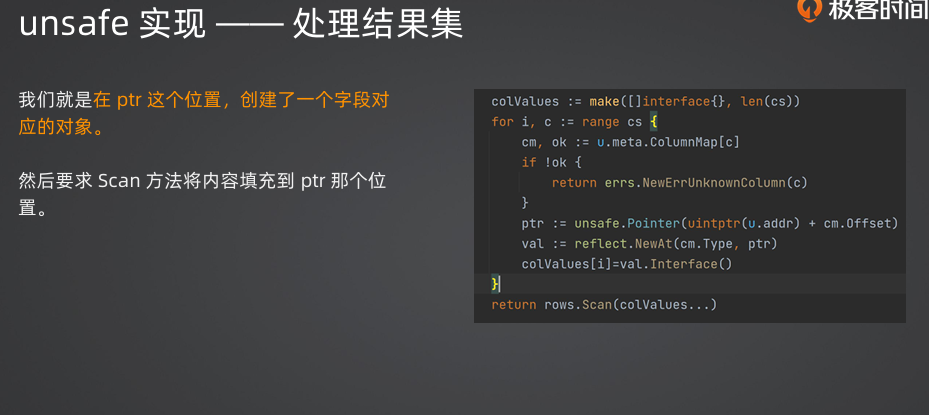 unsafe 实现 —— 处理结果集
极客时间
我们就是在 ptr 这个位置，创建了一个字段对
应的对象。
然后要求 Scan 方法将内容填充到 ptr 那个位
置。
colValues := make([]interface{}, len(cs))
for i, c := range cs {
    cm, ok := u.meta.ColumnMap[c]
    if !ok {
        return errs.NewErrUnknownColumn(c)
    }
    ptr := unsafe.Pointer(uintptr(u.addr) + cm.Offset)
    val := reflect.NewAt(cm.Type, ptr)
    colValues[i]=val.Interface()
}
return rows.Scan(colValues...)